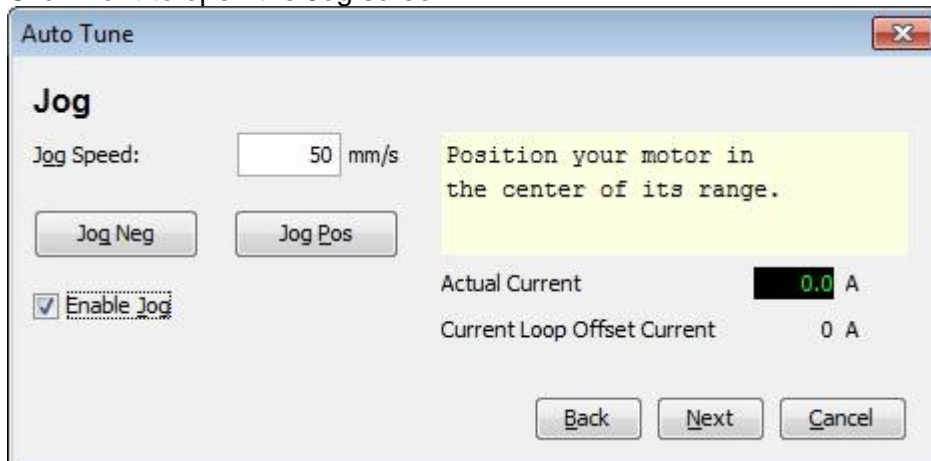 Auto Tune
Jog
Jog Speed: 50 mm/s
Position your motor in
the center of its range.
Jog Neg Jog Pos
Enable Jog
Actual Current 0.0 A
Current Loop Offset Current 0 A
Back Next Cancel